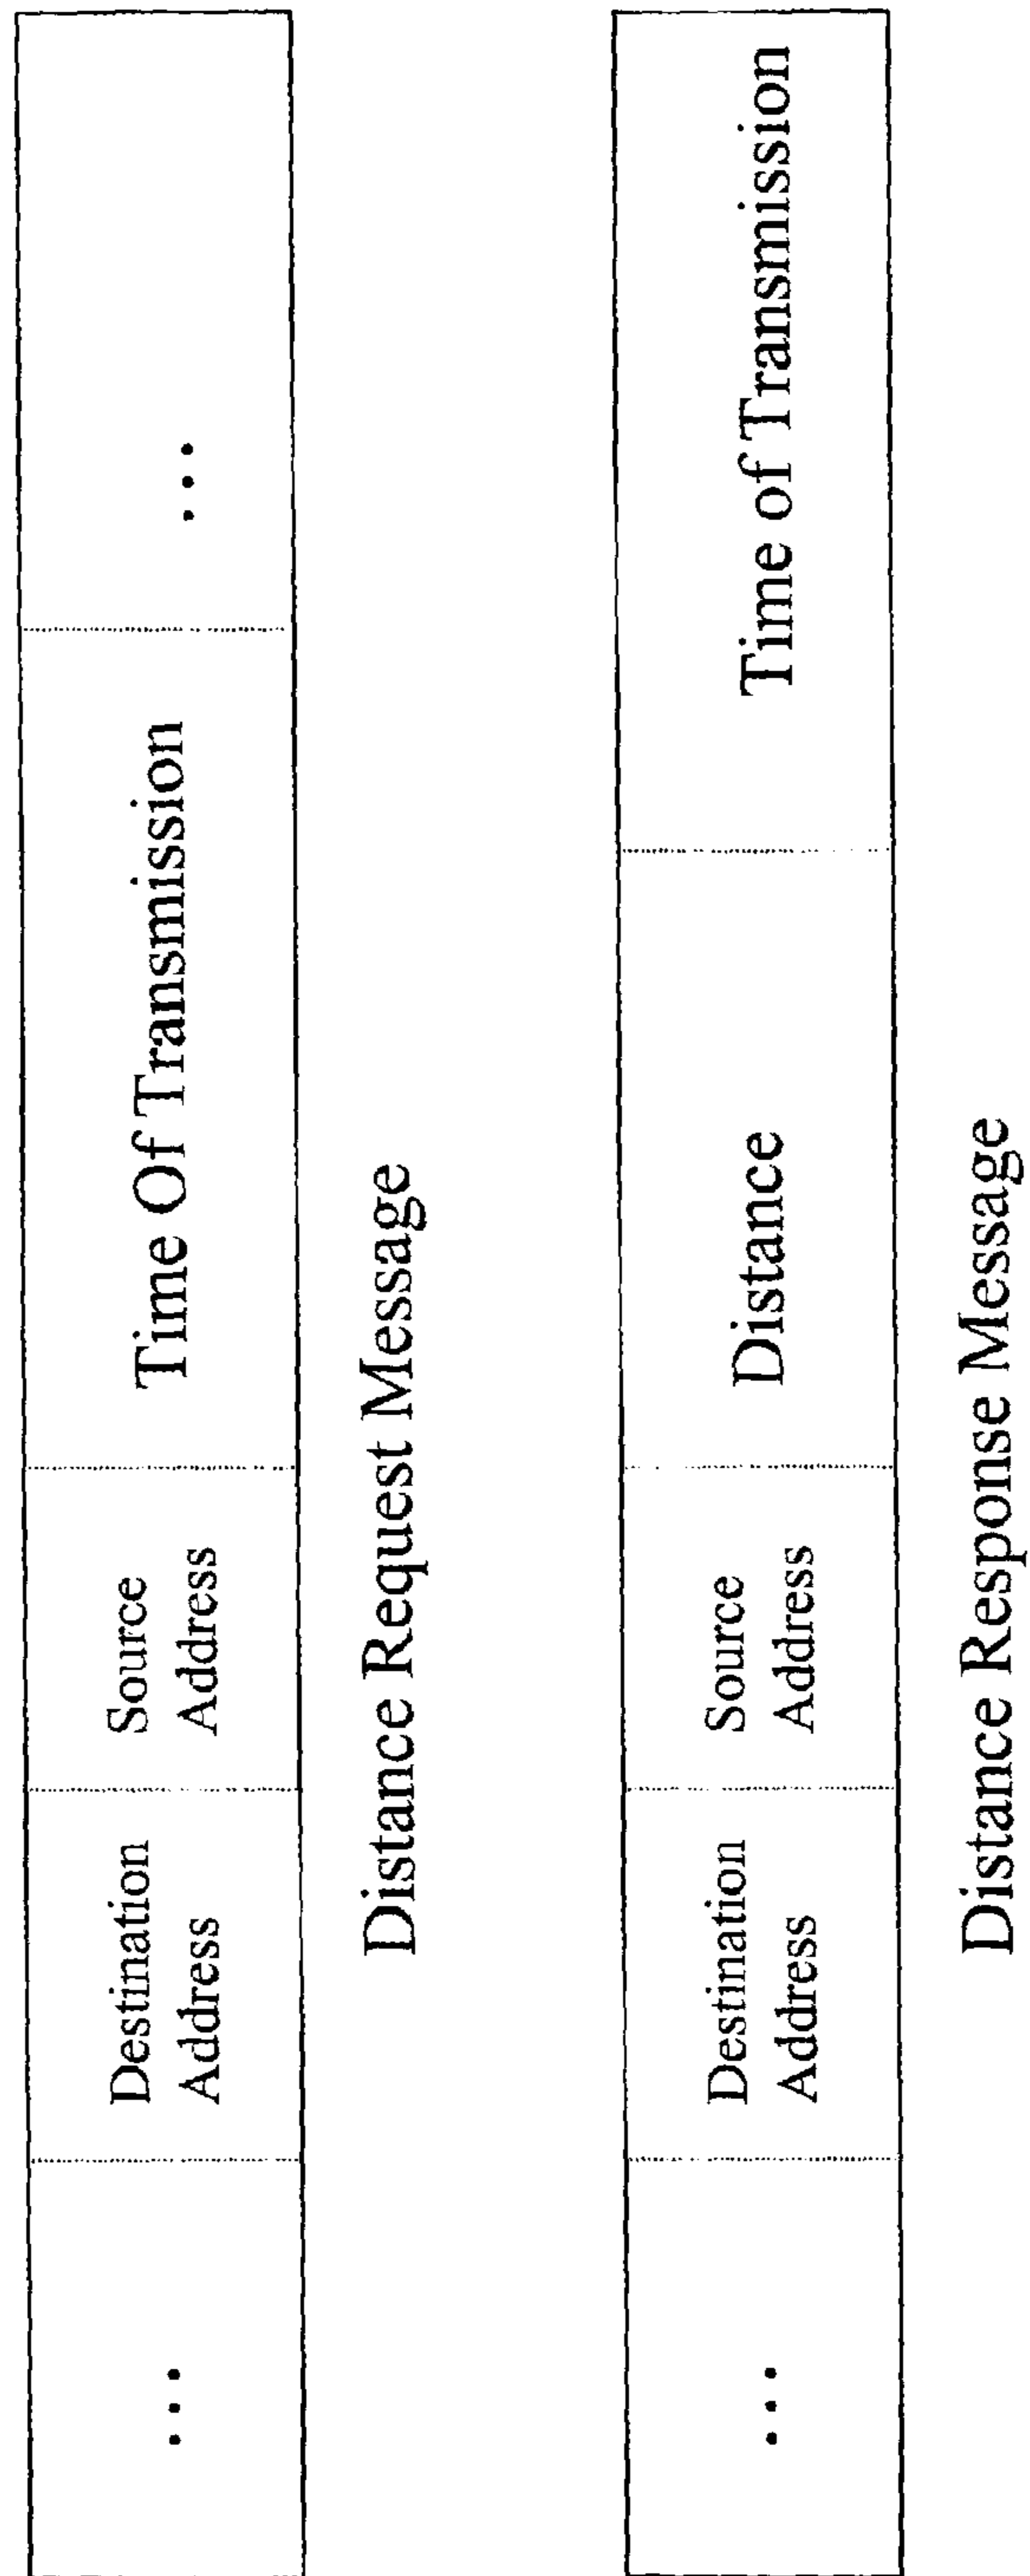 ...
Destination
Address
Source
Address
Time Of Transmission
...
Distance Request Message
...
Destination
Address
Source
Address
Distance
Time of Transmission
Distance Response Message